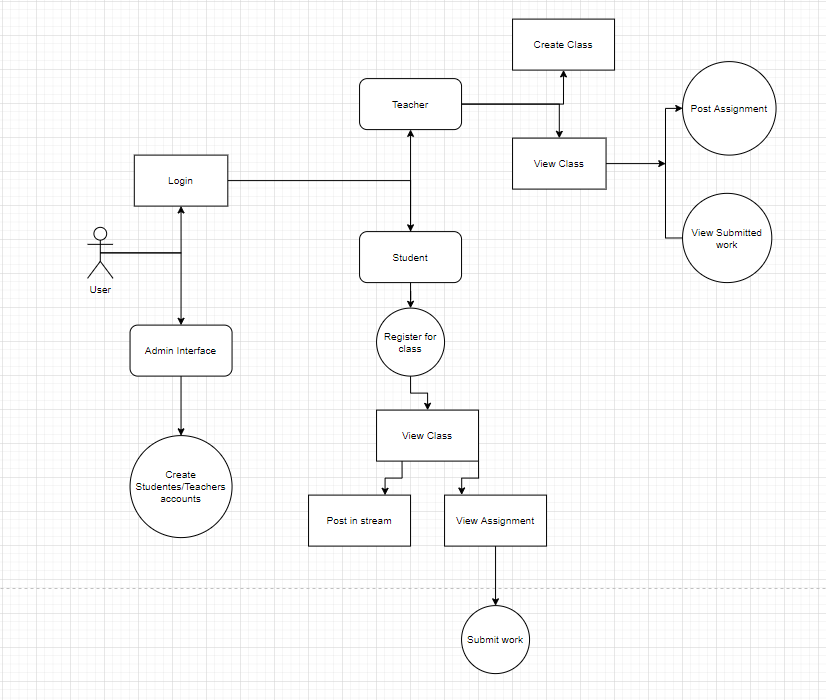 Create Class
Teacher
Post Assignment
View Class
Login
View Submitted
work
Student
User
Register for
class
Admin Interface
View Class
Create
Studentes/Teachers
accounts
Post in stream
View Assignment
Submit work